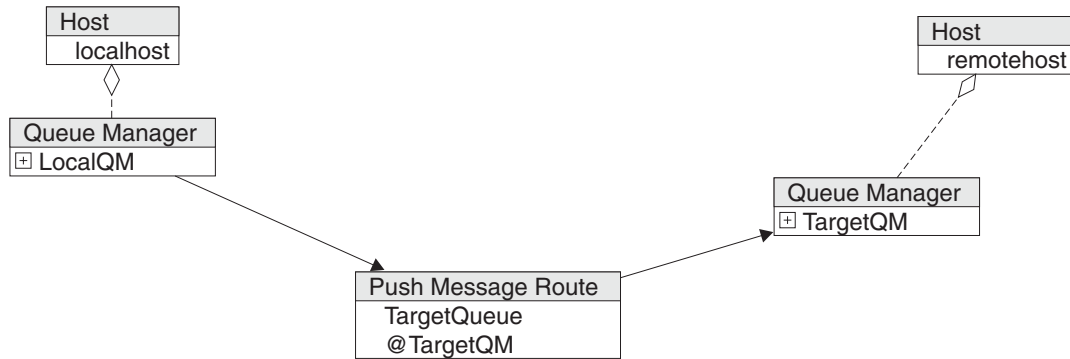 Host
localhost
Host
remotehost
Queue Manager
LocalQM
Queue Manager
TargetQM
Push Message Route
TargetQueue
@TargetQM